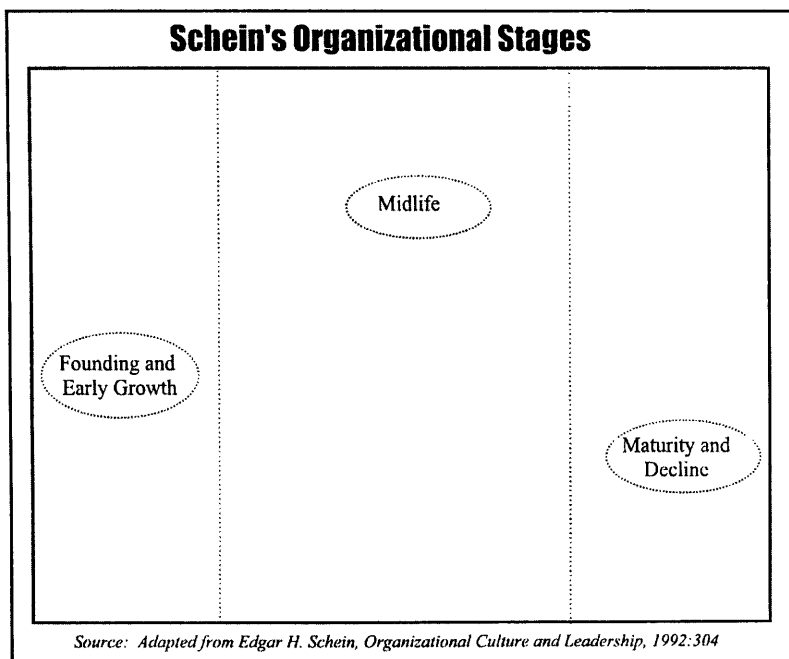 Schein's Organizational Stages
Midlife
Founding and
Early Growth
Maturity and
Decline
Source: Adapted from Edgar H. Schein, Organizational Culture and Leadership, 1992:304